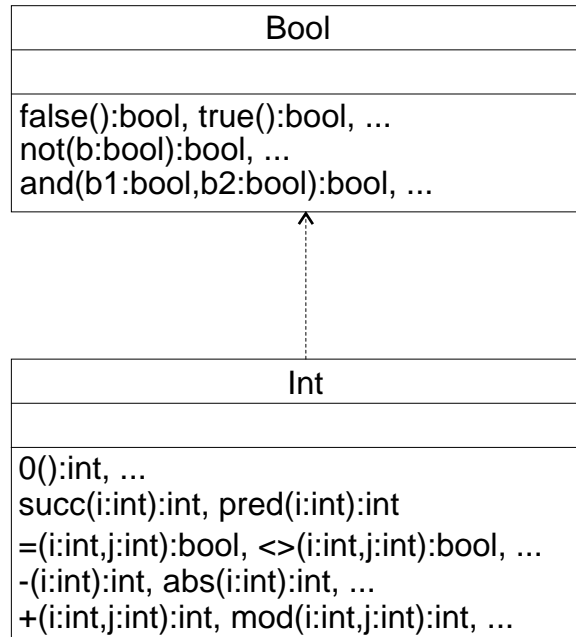 Bool
false():bool, true():bool, ...
not(b:bool):bool, ...
and(b1:bool,b2:bool):bool, ...
Int
0():int, ...
succ(i:int):int, pred(i:int):int
=(i:int,j:int):bool, <>(i:int,j:int):bool, ...
-(i:int):int, abs(i:int):int, ...
+(i:int,j:int):int, mod(i:int,j:int):int, ...